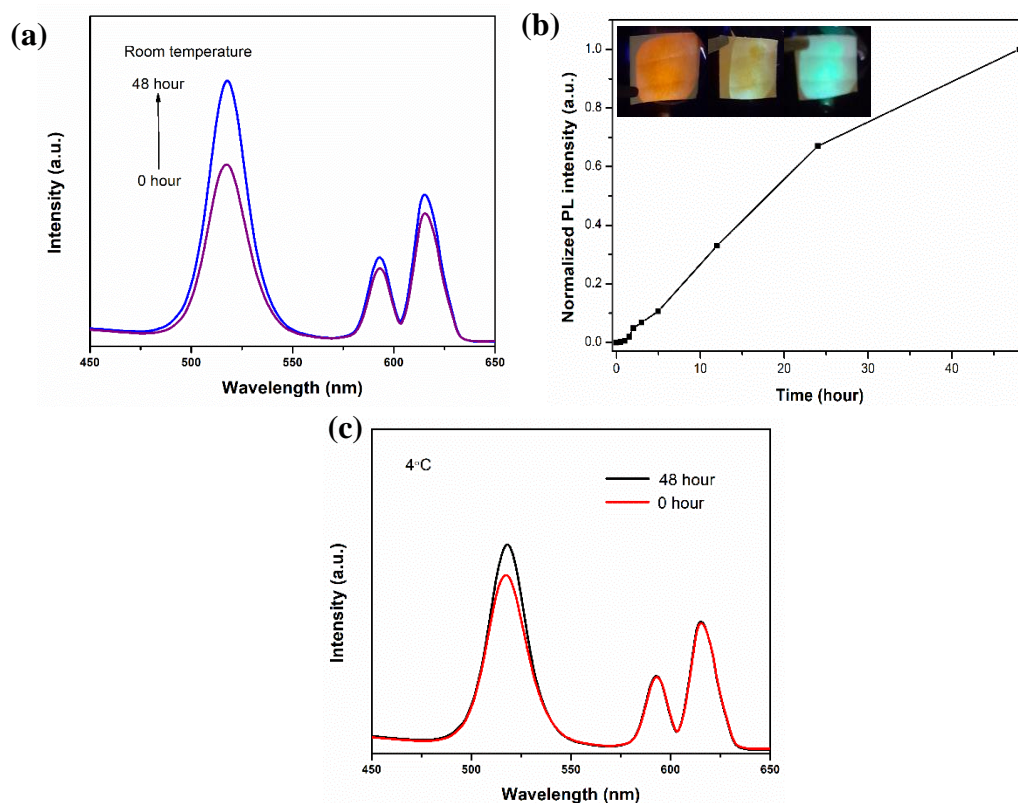 (a)
Room temperature
48 hour
0 hour
Intensity (a.u.)
450 500 550 600 650
Wavelength (nm)
(b)
1.0
0.8
0.6
0.4
0.2
0.0
Normalized PL intensity (a.u.)
0 10 20 30 40
Time (hour)
(c)
4°C
48 hour
0 hour
Intensity (a.u.)
450 500 550 600 650
Wavelength (nm)